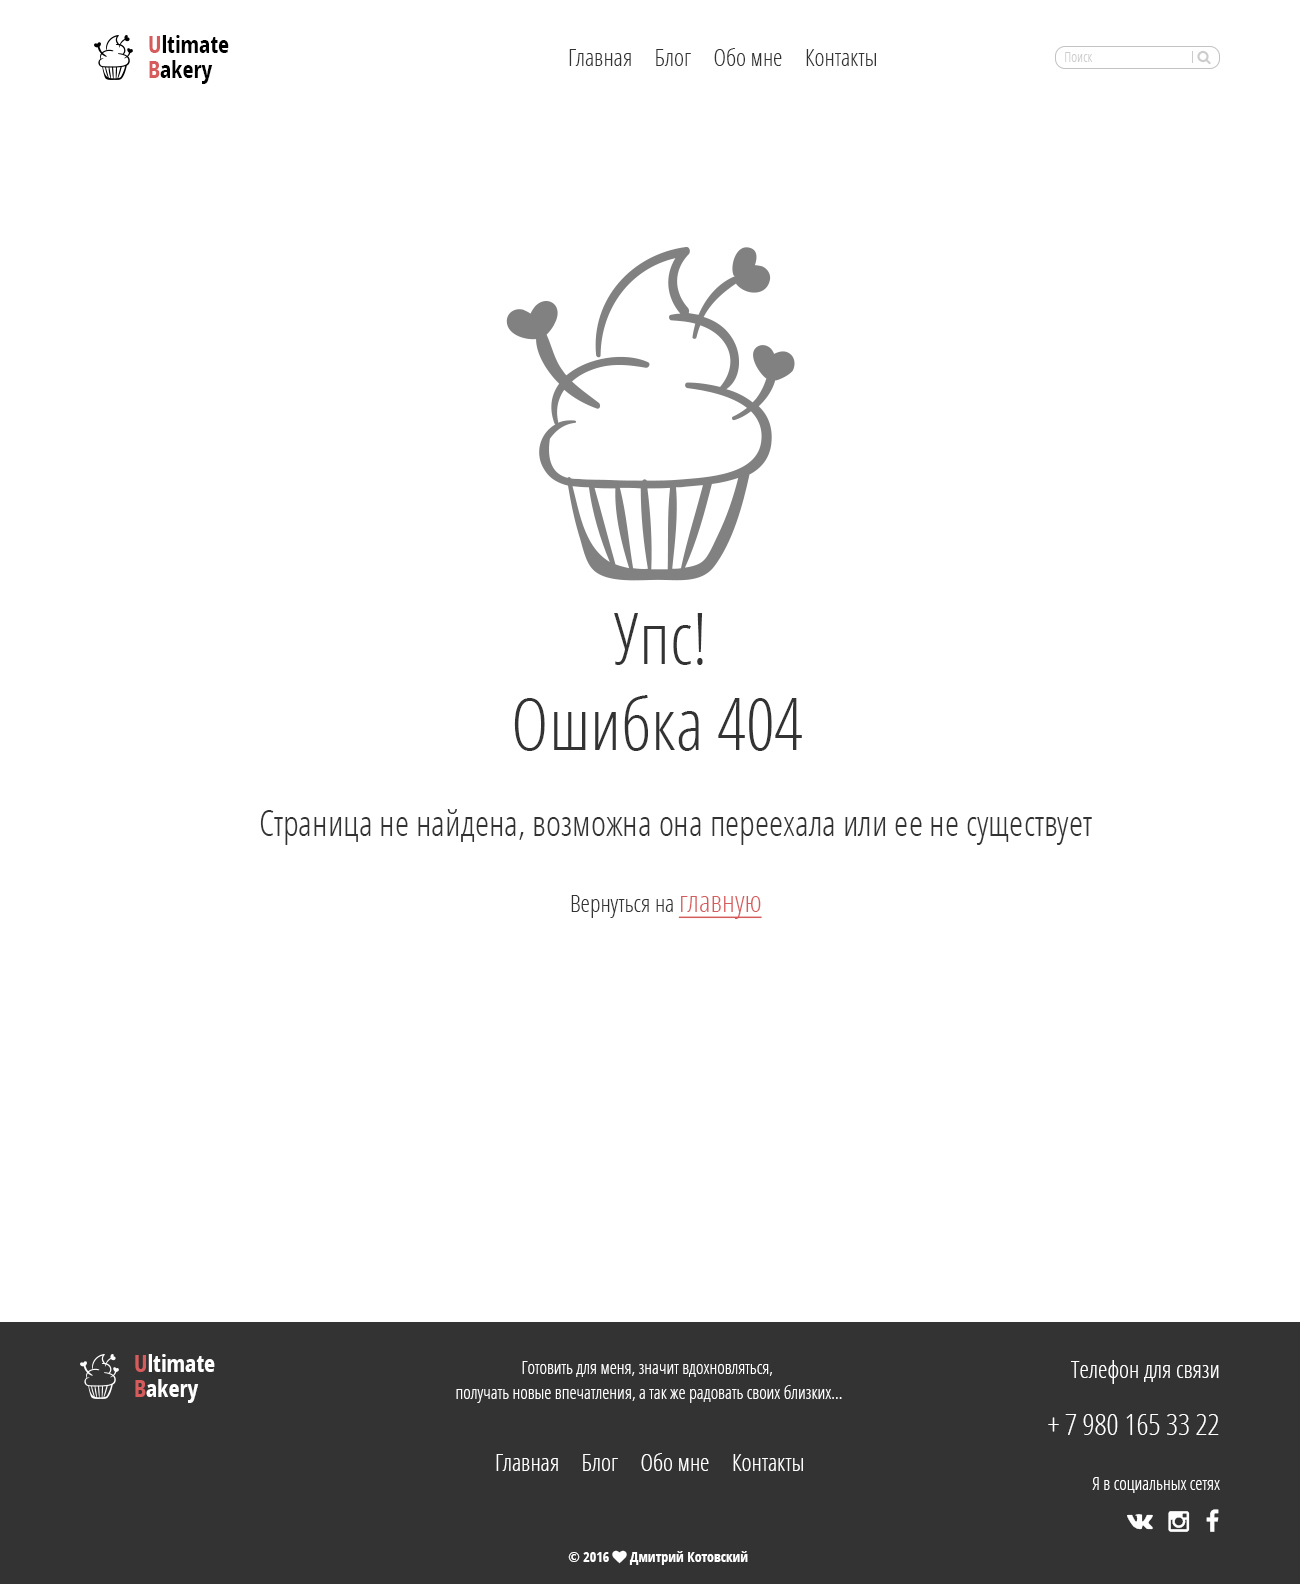 Ultimate
Bakery
Главная Блог Обо мне Контакты
Поиск
Упс!
Ошибка 404
Страница не найдена, возможна она переехала или ее не существует
Вернуться на главную
Ultimate
Bakery
Готовить для меня, значит вдохновляться,
получать новые впечатления, а так же радовать своих близких...
Главная Блог Обо мне Контакты
Телефон для связи
+ 7 980 165 33 22
Я в социальных сетях
© 2016 ♥ Дмитрий Котовский